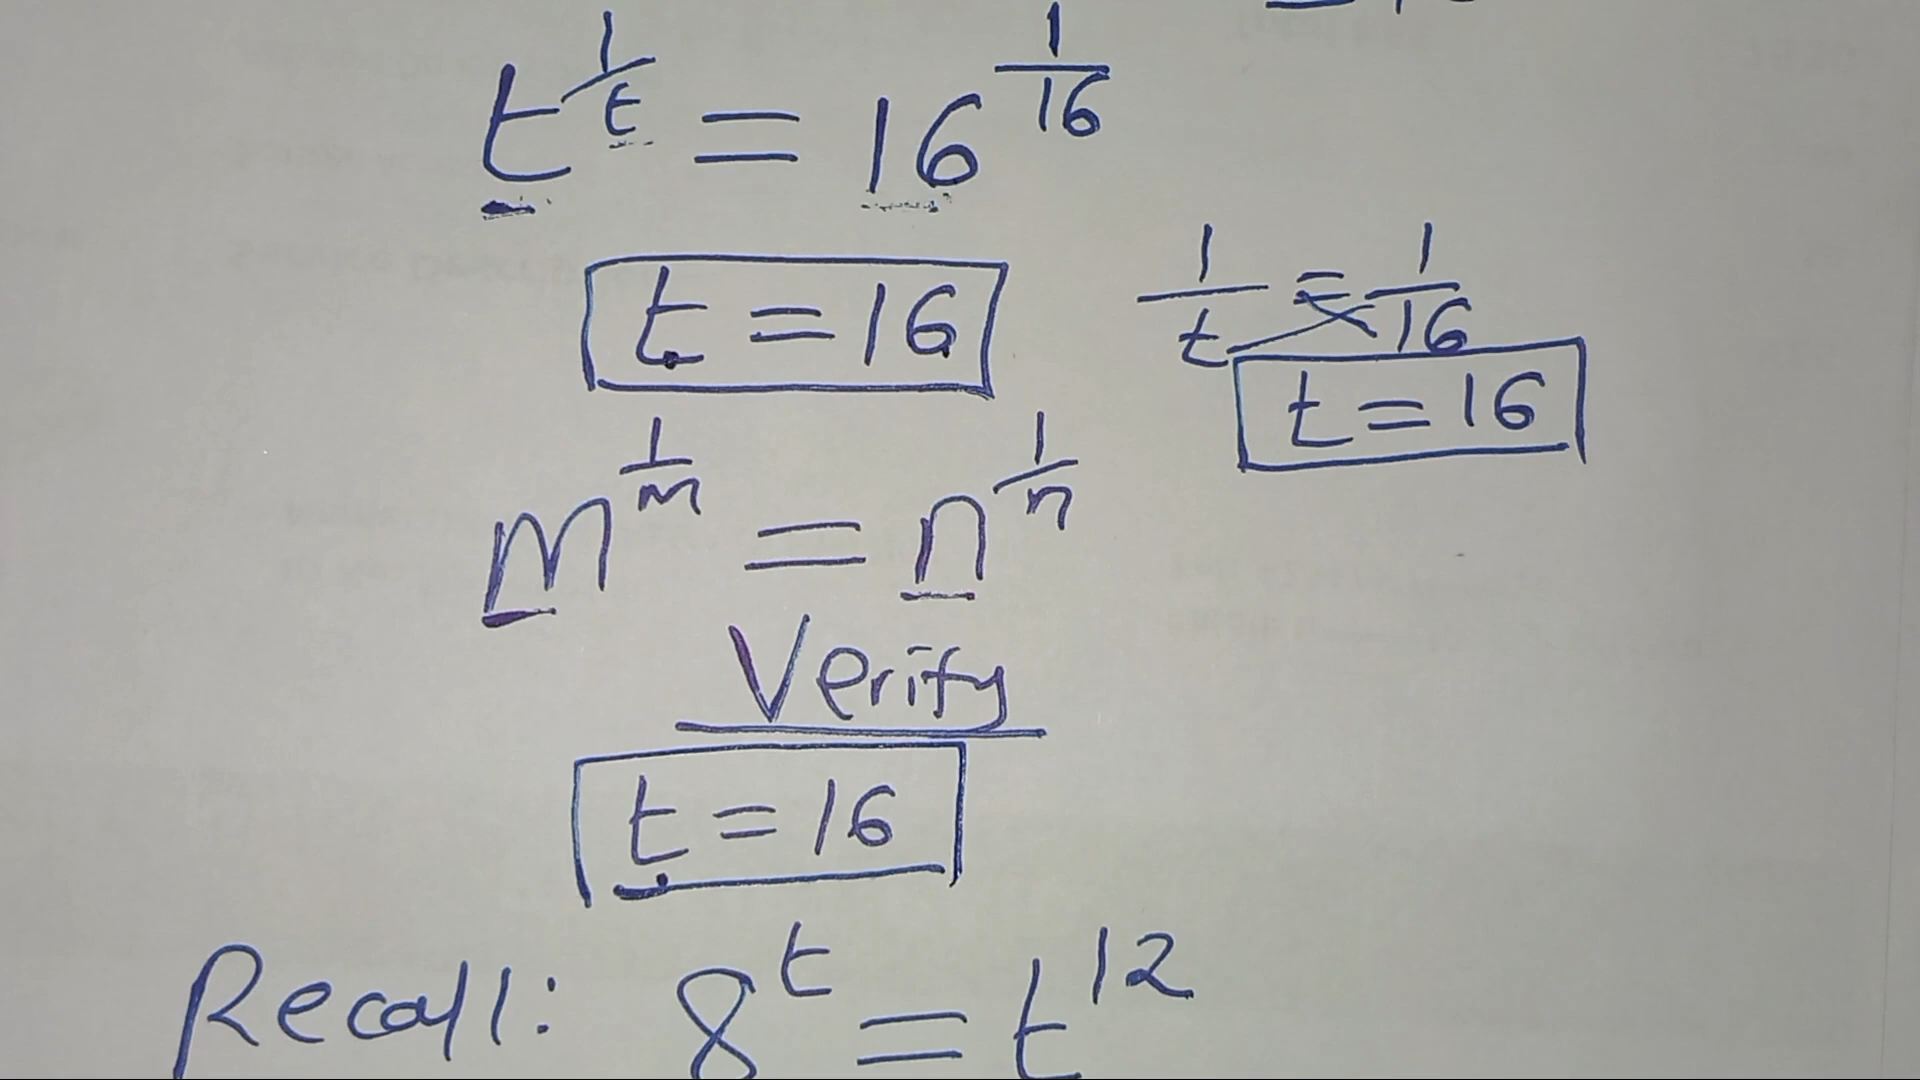 t^{1/t} = 16^{1/16}
1/t = 1/16
t = 16
t = 16
m^{1/m} = n^{1/n}
Verify
t = 16
Recall: 8^t = t^{12}